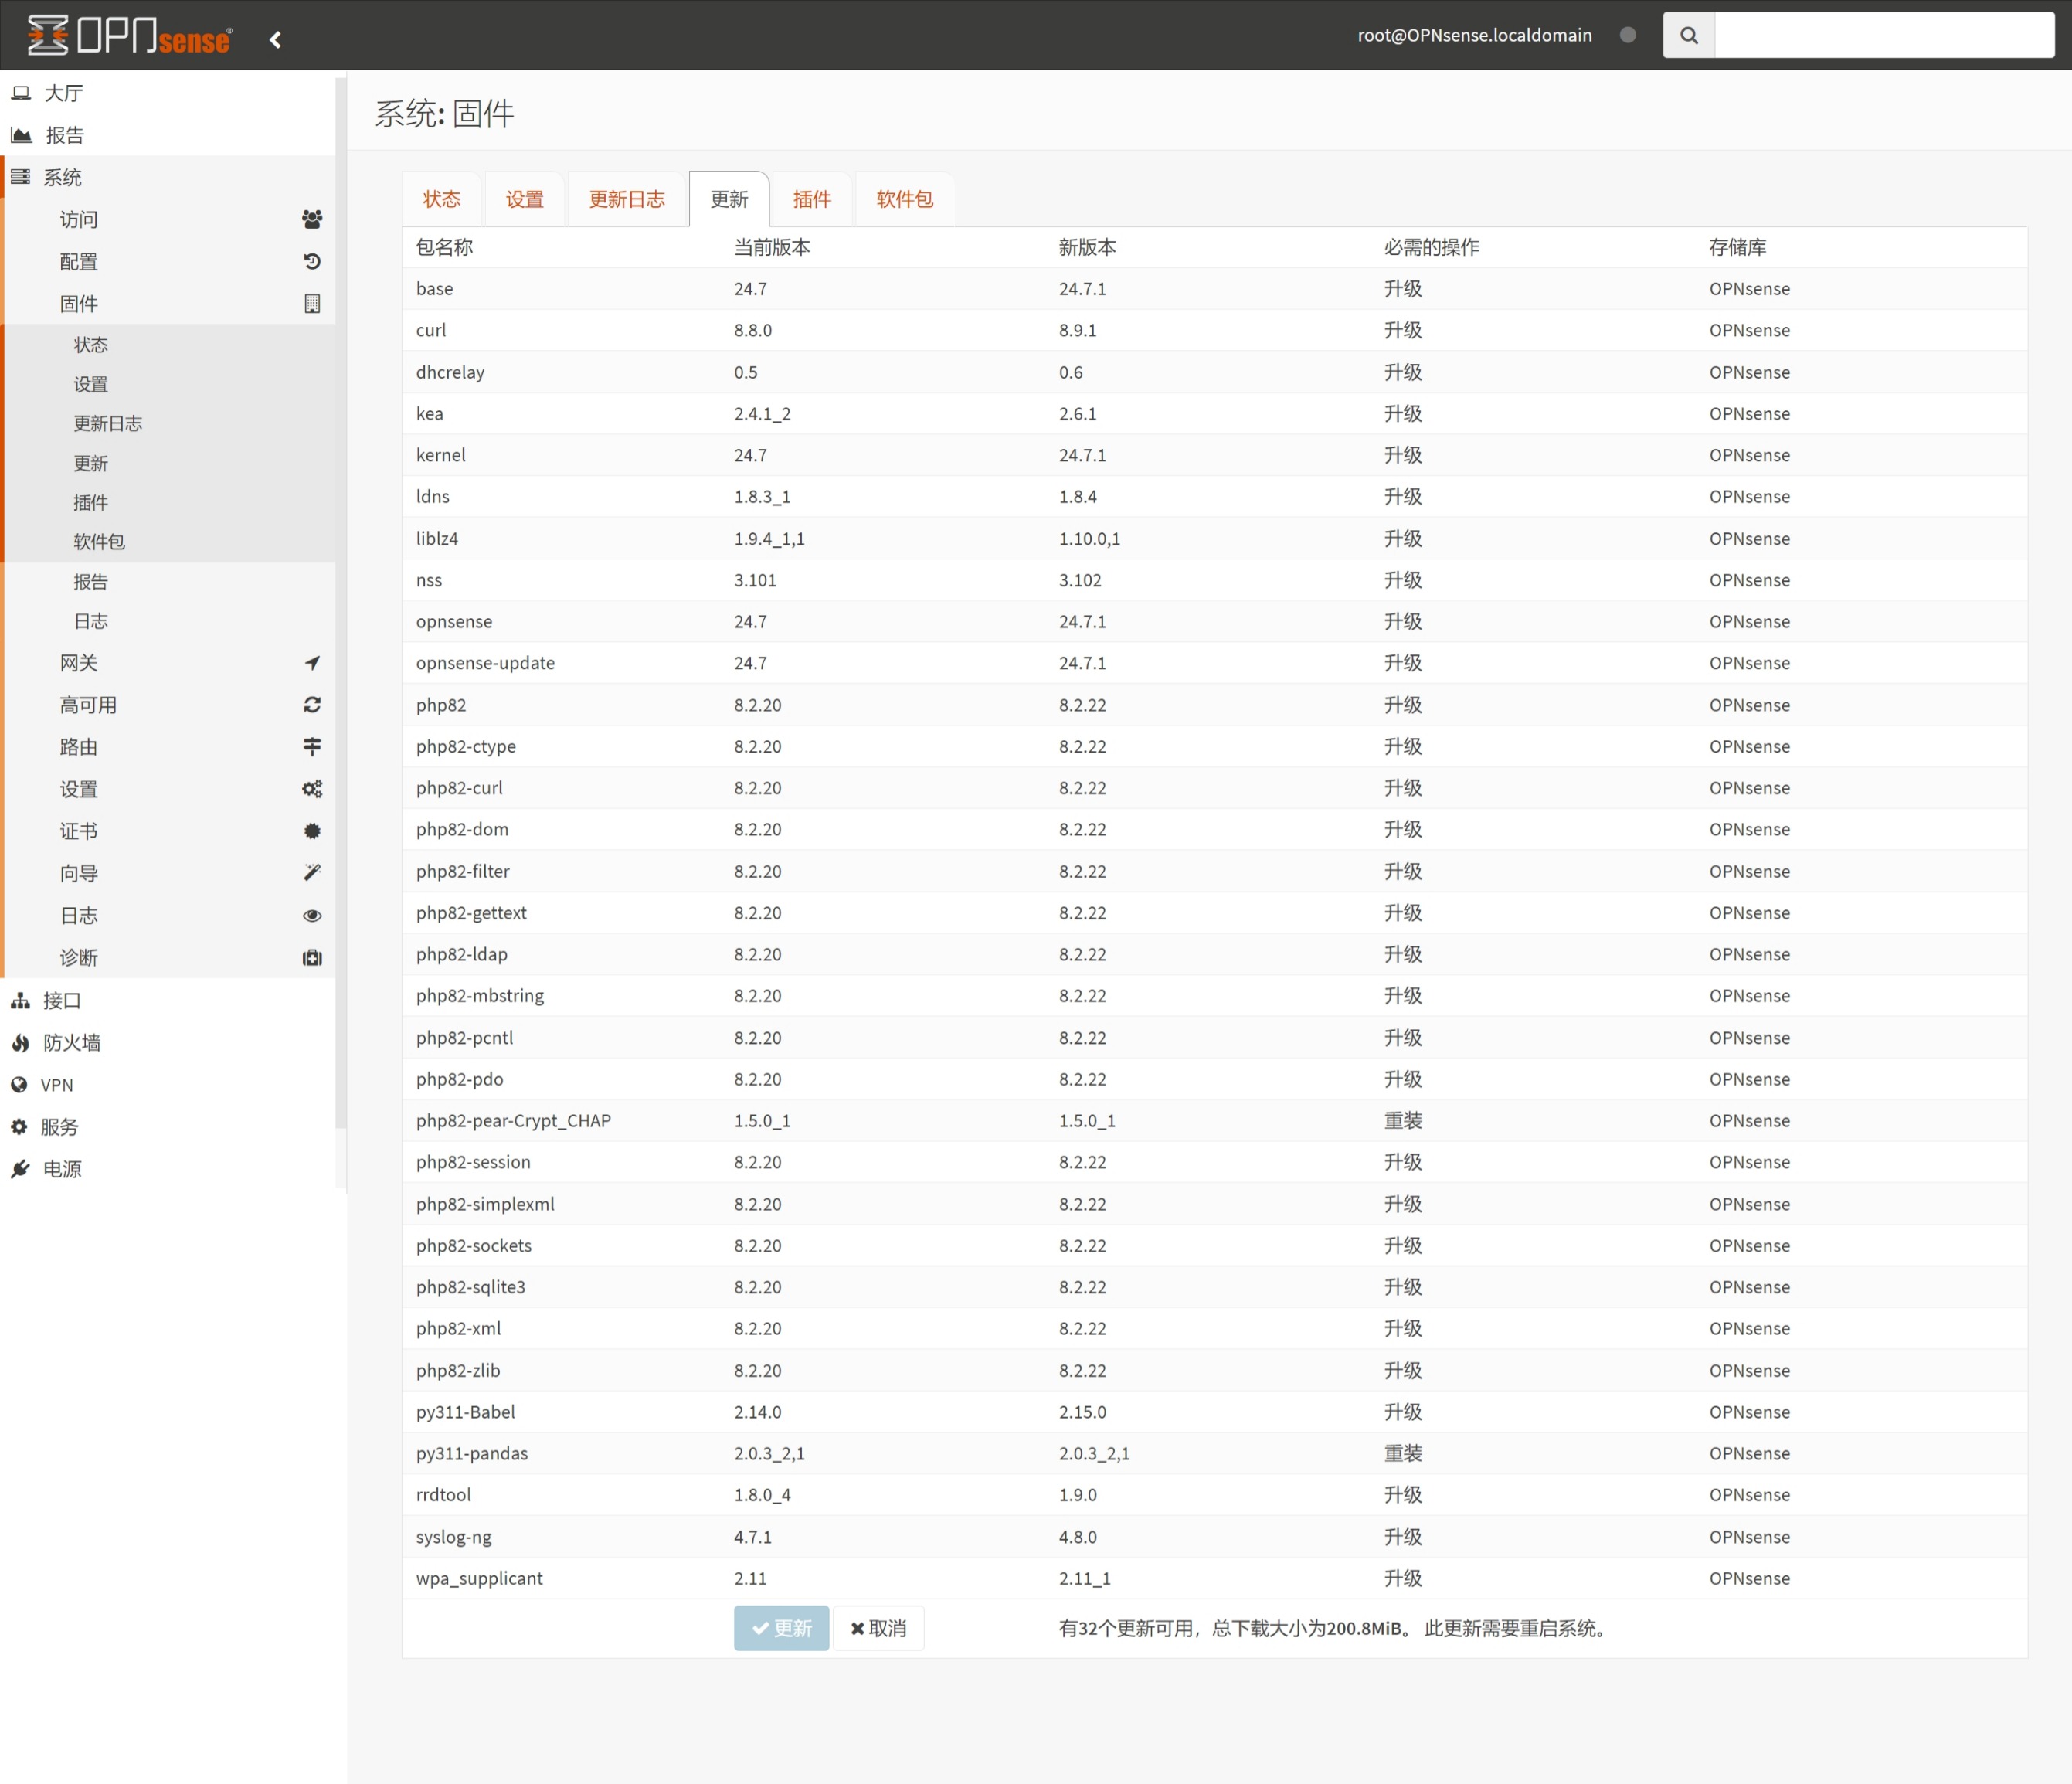 OPNsense®
root@OPNsense.localdomain
大厅
报告
系统
访问
配置
固件
状态
设置
更新日志
更新
插件
软件包
报告
日志
网关
高可用
路由
设置
证书
向导
日志
诊断
接口
防火墙
VPN
服务
电源
系统: 固件
状态 设置 更新日志 更新 插件 软件包
包名称 当前版本 新版本 必需的操作 存储库
base 24.7 24.7.1 升级 OPNsense
curl 8.8.0 8.9.1 升级 OPNsense
dhcrelay 0.5 0.6 升级 OPNsense
kea 2.4.1_2 2.6.1 升级 OPNsense
kernel 24.7 24.7.1 升级 OPNsense
ldns 1.8.3_1 1.8.4 升级 OPNsense
liblz4 1.9.4_1,1 1.10.0,1 升级 OPNsense
nss 3.101 3.102 升级 OPNsense
opnsense 24.7 24.7.1 升级 OPNsense
opnsense-update 24.7 24.7.1 升级 OPNsense
php82 8.2.20 8.2.22 升级 OPNsense
php82-ctype 8.2.20 8.2.22 升级 OPNsense
php82-curl 8.2.20 8.2.22 升级 OPNsense
php82-dom 8.2.20 8.2.22 升级 OPNsense
php82-filter 8.2.20 8.2.22 升级 OPNsense
php82-gettext 8.2.20 8.2.22 升级 OPNsense
php82-ldap 8.2.20 8.2.22 升级 OPNsense
php82-mbstring 8.2.20 8.2.22 升级 OPNsense
php82-pcntl 8.2.20 8.2.22 升级 OPNsense
php82-pdo 8.2.20 8.2.22 升级 OPNsense
php82-pear-Crypt_CHAP 1.5.0_1 1.5.0_1 重装 OPNsense
php82-session 8.2.20 8.2.22 升级 OPNsense
php82-simplexml 8.2.20 8.2.22 升级 OPNsense
php82-sockets 8.2.20 8.2.22 升级 OPNsense
php82-sqlite3 8.2.20 8.2.22 升级 OPNsense
php82-xml 8.2.20 8.2.22 升级 OPNsense
php82-zlib 8.2.20 8.2.22 升级 OPNsense
py311-Babel 2.14.0 2.15.0 升级 OPNsense
py311-pandas 2.0.3_2,1 2.0.3_2,1 重装 OPNsense
rrdtool 1.8.0_4 1.9.0 升级 OPNsense
syslog-ng 4.7.1 4.8.0 升级 OPNsense
wpa_supplicant 2.11 2.11_1 升级 OPNsense
更新 取消 有32个更新可用，总下载大小为200.8MiB。 此更新需要重启系统。